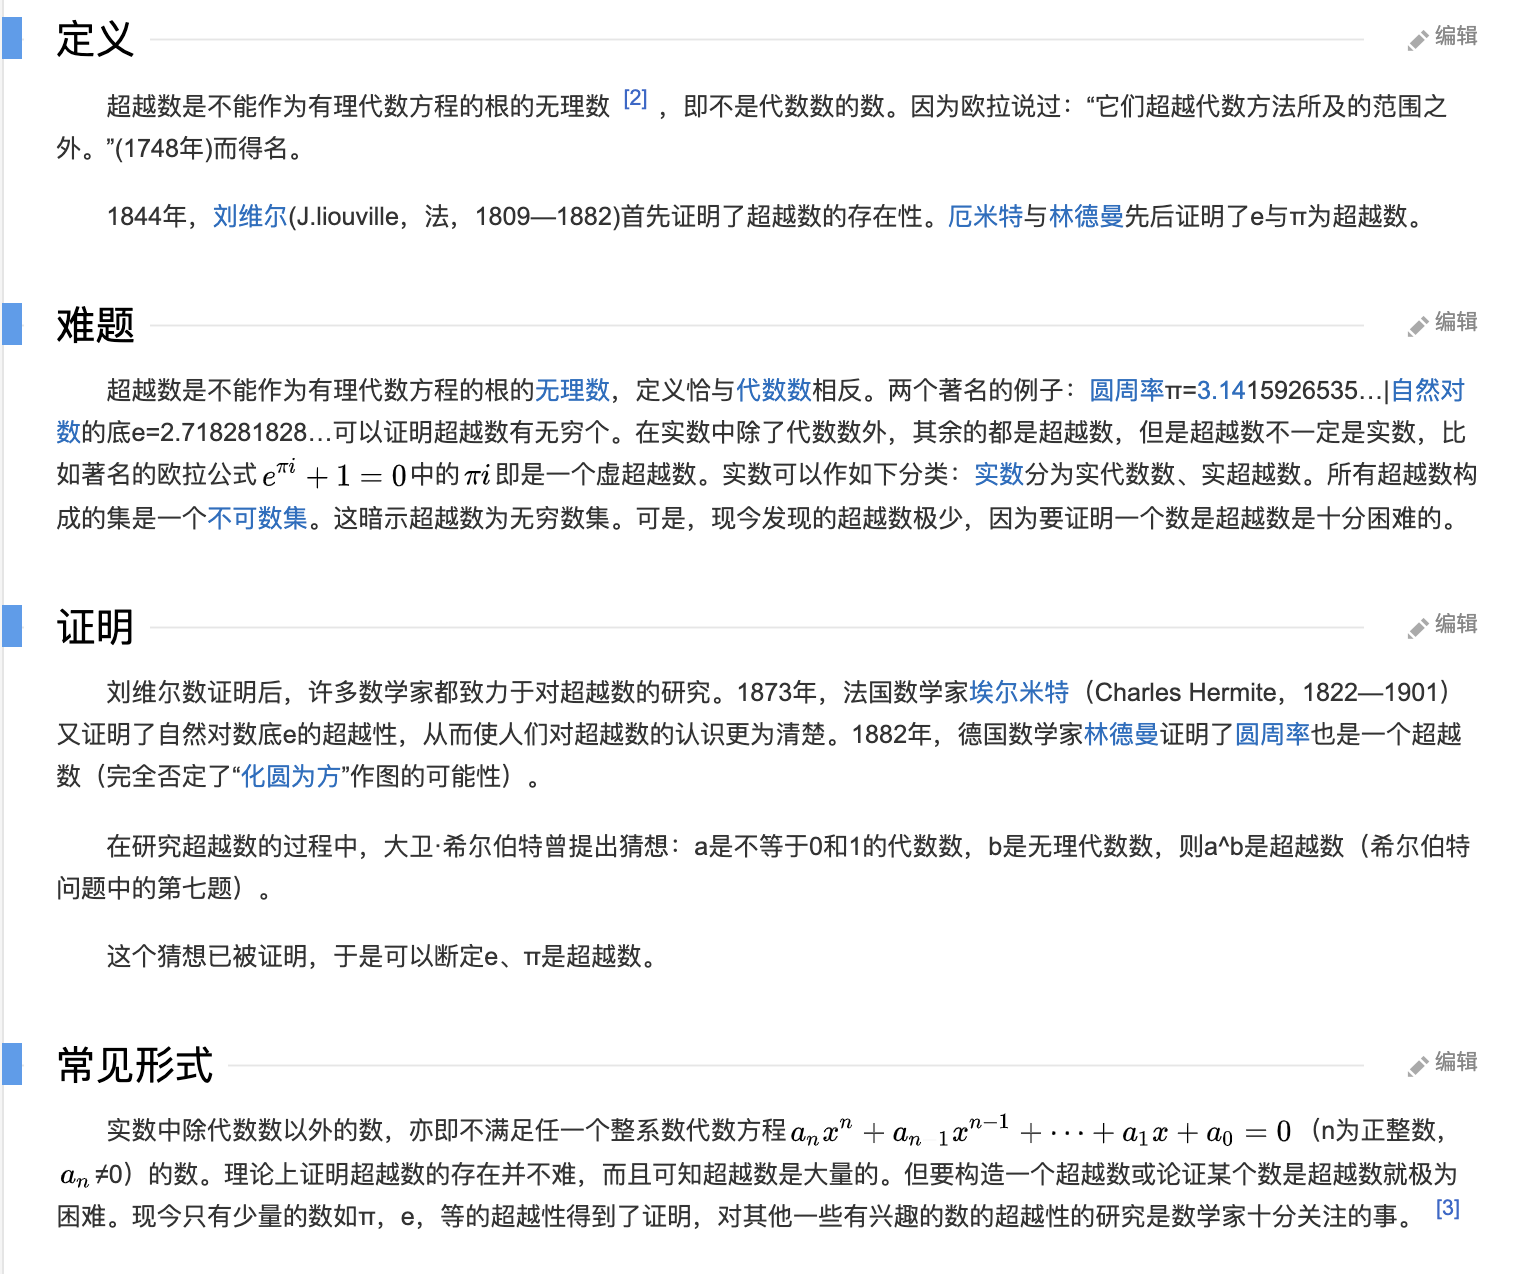 定义
编辑
超越数是不能作为有理代数方程的根的无理数 [2] ，即不是代数数的数。因为欧拉说过：“它们超越代数方法所及的范围之
外。”(1748年)而得名。
1844年，刘维尔(J.liouville，法，1809—1882)首先证明了超越数的存在性。厄米特与林德曼先后证明了e与π为超越数。
难题
编辑
超越数是不能作为有理代数方程的根的无理数，定义恰与代数数相反。两个著名的例子：圆周率π=3.1415926535…|自然对
数的底e=2.718281828…可以证明超越数有无穷个。在实数中除了代数数外，其余的都是超越数，但是超越数不一定是实数，比
如著名的欧拉公式 $e^{\pi i}+1=0$ 中的 $\pi i$ 即是一个虚超越数。实数可以作如下分类：实数分为实代数数、实超越数。所有超越数构
成的集是一个不可数集。这暗示超越数为无穷数集。可是，现今发现的超越数极少，因为要证明一个数是超越数是十分困难的。
证明
编辑
刘维尔数证明后，许多数学家都致力于对超越数的研究。1873年，法国数学家埃尔米特（Charles Hermite，1822—1901）
又证明了自然对数底e的超越性，从而使人们对超越数的认识更为清楚。1882年，德国数学家林德曼证明了圆周率也是一个超越
数（完全否定了“化圆为方”作图的可能性）。
在研究超越数的过程中，大卫·希尔伯特曾提出猜想：a是不等于0和1的代数数，b是无理代数数，则a^b是超越数（希尔伯特
问题中的第七题）。
这个猜想已被证明，于是可以断定e、π是超越数。
常见形式
编辑
实数中除代数数以外的数，亦即不满足任一个整系数代数方程 $a_n x^n + a_{n\ 1}x^{n-1} + \cdots + a_1 x + a_0 = 0$ （n为正整数，
$a_n$ ≠0）的数。理论上证明超越数的存在并不难，而且可知超越数是大量的。但要构造一个超越数或论证某个数是超越数就极为
困难。现今只有少量的数如π，e，等的超越性得到了证明，对其他一些有兴趣的数的超越性的研究是数学家十分关注的事。 [3]